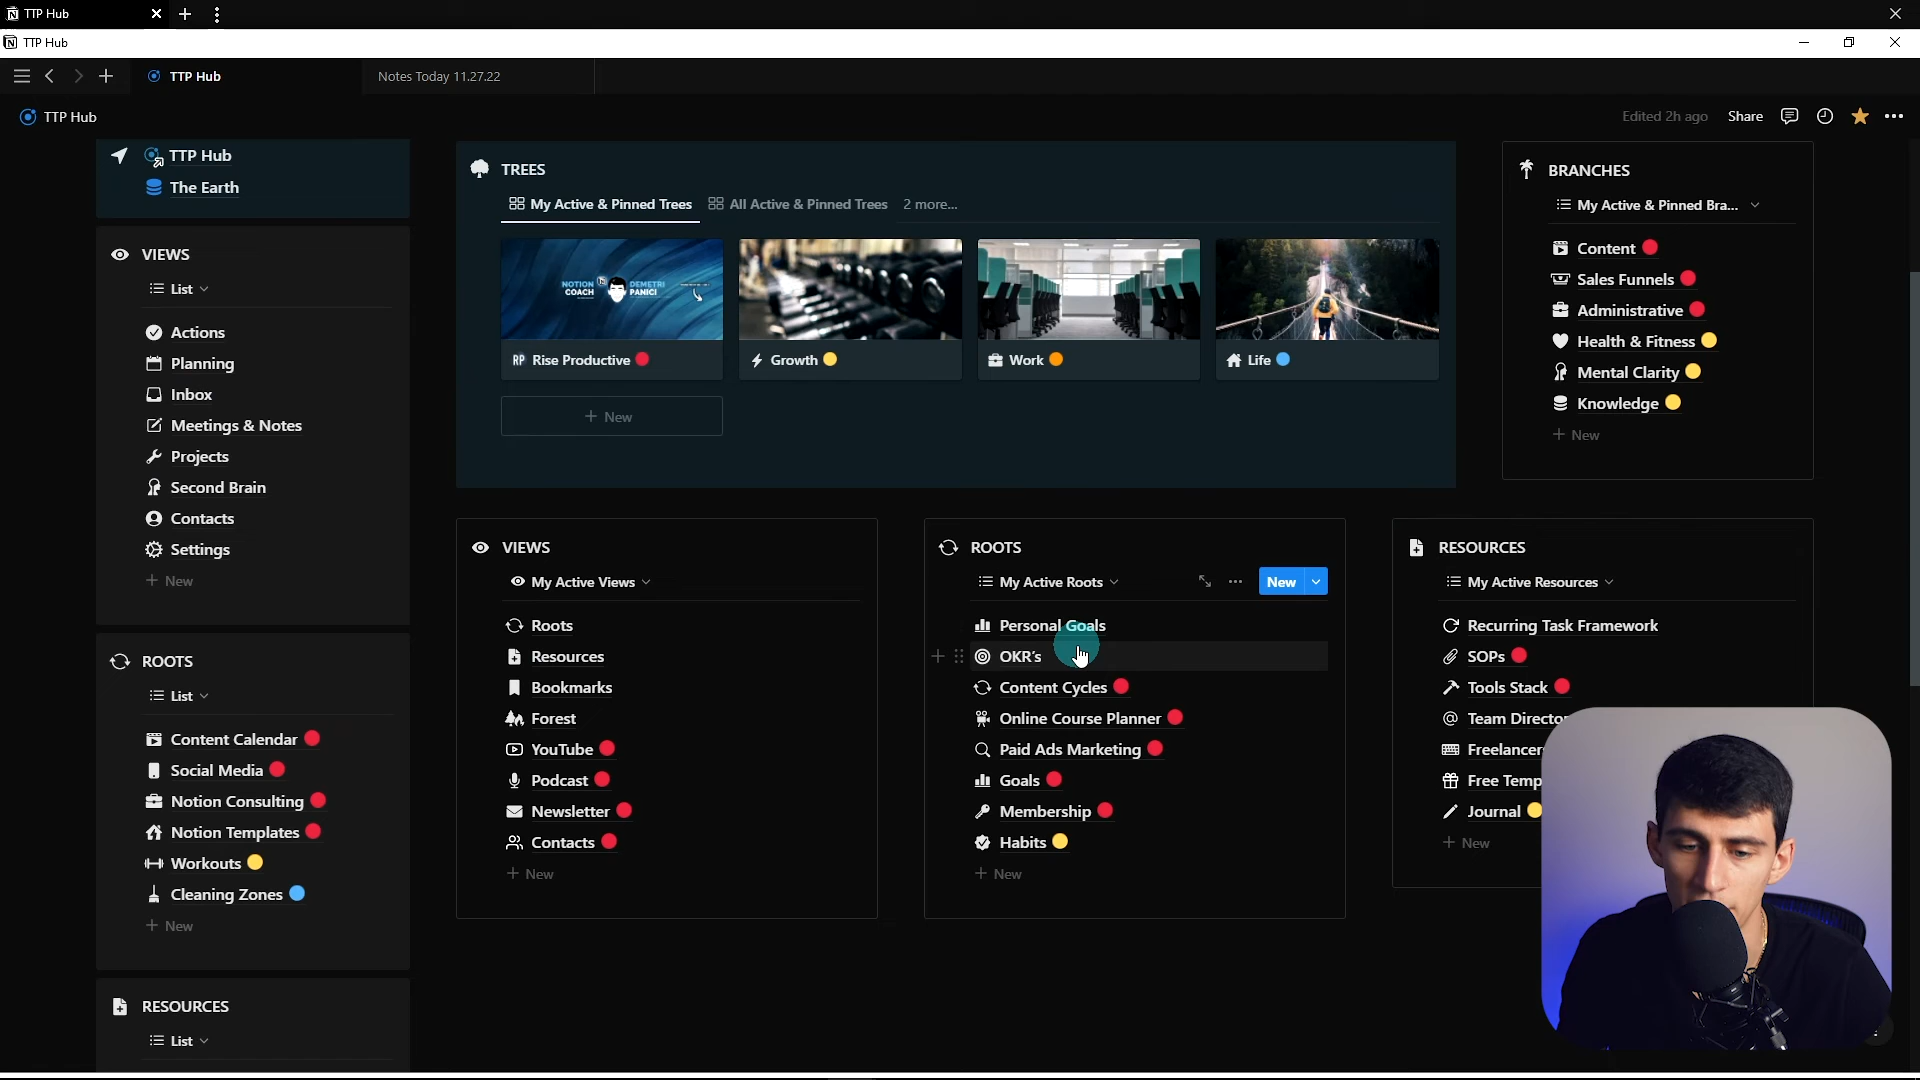 TTP Hub
TTP Hub
TTP Hub
Notes Today 11.27.22
TTP Hub
Edited 2h ago
Share
TTP Hub
The Earth
VIEWS
List
Actions
Planning
Inbox
Meetings & Notes
Projects
Second Brain
Contacts
Settings
New
ROOTS
List
Content Calendar
Social Media
Notion Consulting
Notion Templates
Workouts
Cleaning Zones
New
RESOURCES
List
TREES
My Active & Pinned Trees
All Active & Pinned Trees
2 more...
NOTION COACH
DEMETRI PANICI
RP Rise Productive
Growth
Work
Life
New
BRANCHES
My Active & Pinned Bra...
Content
Sales Funnels
Administrative
Health & Fitness
Mental Clarity
Knowledge
New
VIEWS
My Active Views
Roots
Resources
Bookmarks
Forest
YouTube
Podcast
Newsletter
Contacts
New
ROOTS
My Active Roots
New
Personal Goals
OKR's
Content Cycles
Online Course Planner
Paid Ads Marketing
Goals
Membership
Habits
New
RESOURCES
My Active Resources
Recurring Task Framework
SOPs
Tools Stack
Team Director
Freelancer
Free Temp
Journal
New